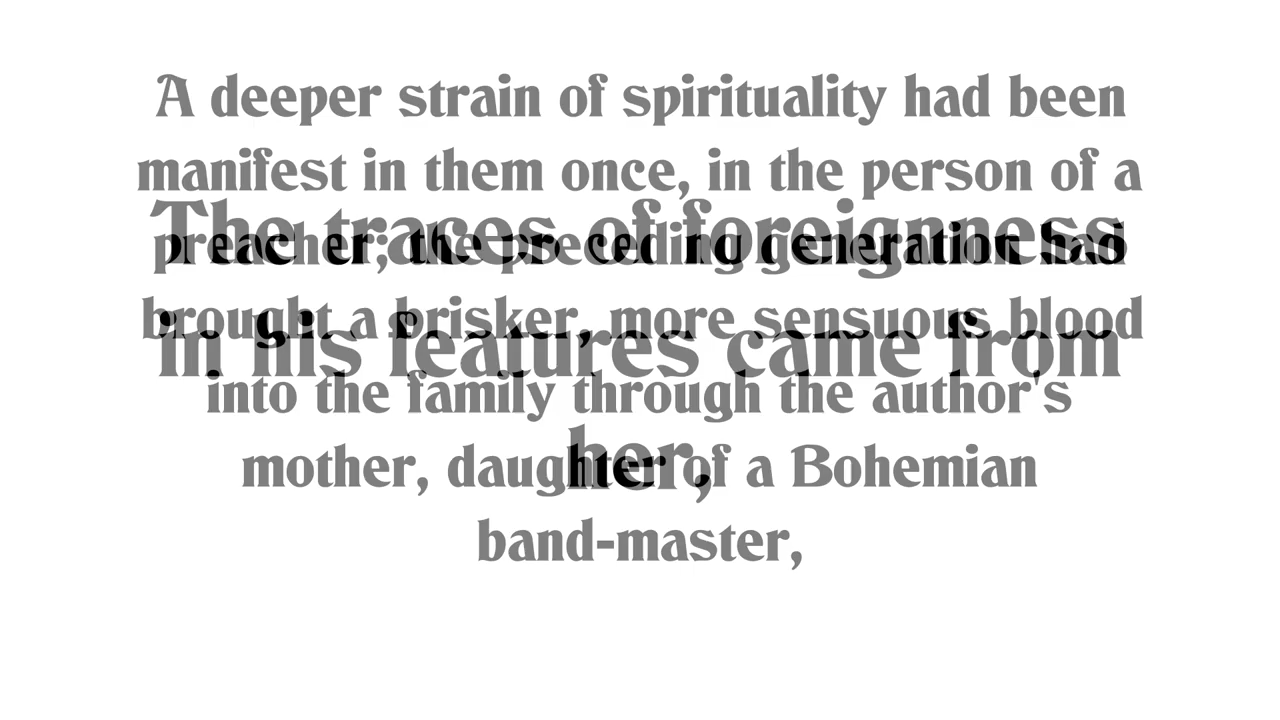 A deeper strain of spirituality had been
manifest in them once, in the person of a
preacher; the preceding generation had
brought a brisker, more sensuous blood
into the family through the author's
mother, daughter of a Bohemian
band-master,
The traces of foreignness
in his features came from
her,